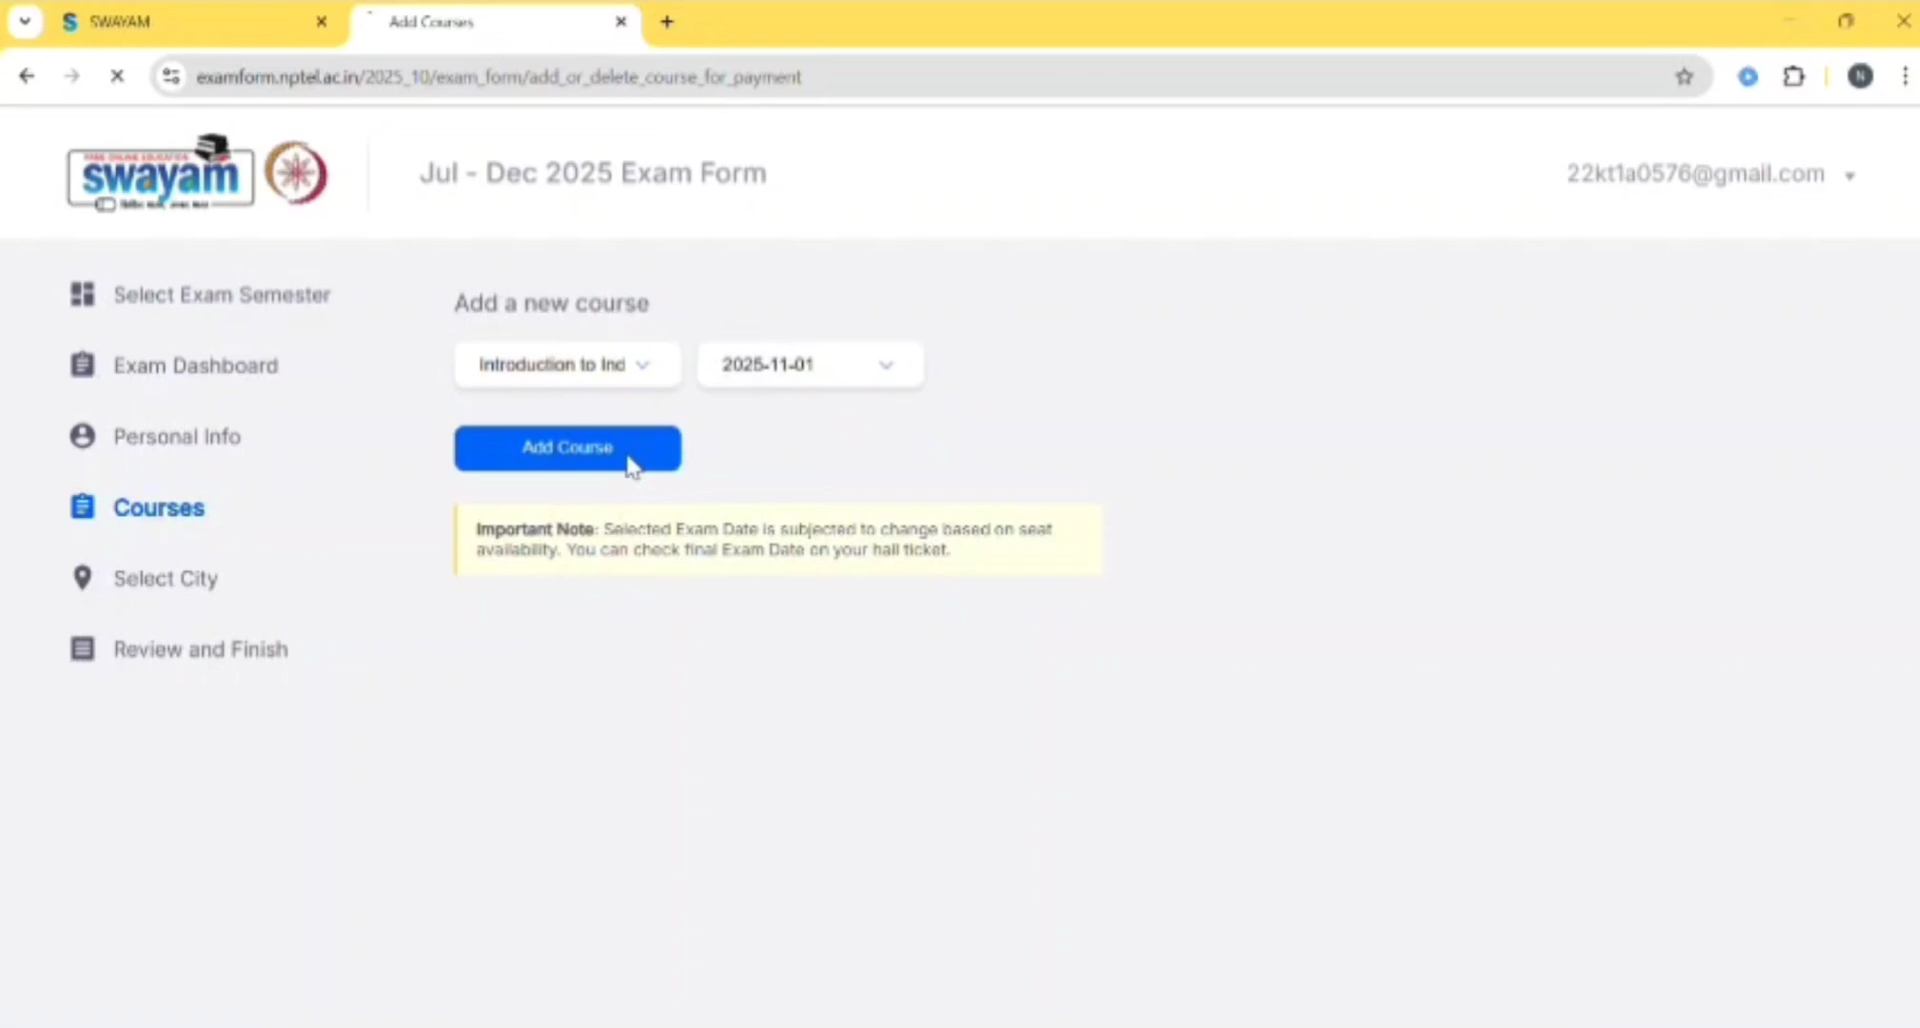 SWAYAM
Add Courses
examform.nptel.ac.in/2025_10/exam_form/add_or_delete_course_for_payment
N
FREE ONLINE EDUCATION
swayam
Jul - Dec 2025 Exam Form
22kt1a0576@gmail.com
Select Exam Semester
Exam Dashboard
Personal Info
Courses
Select City
Review and Finish
Add a new course
Introduction to Ind
2025-11-01
Add Course
Important Note: Selected Exam Date is subjected to change based on seat
availability. You can check final Exam Date on your hall ticket.